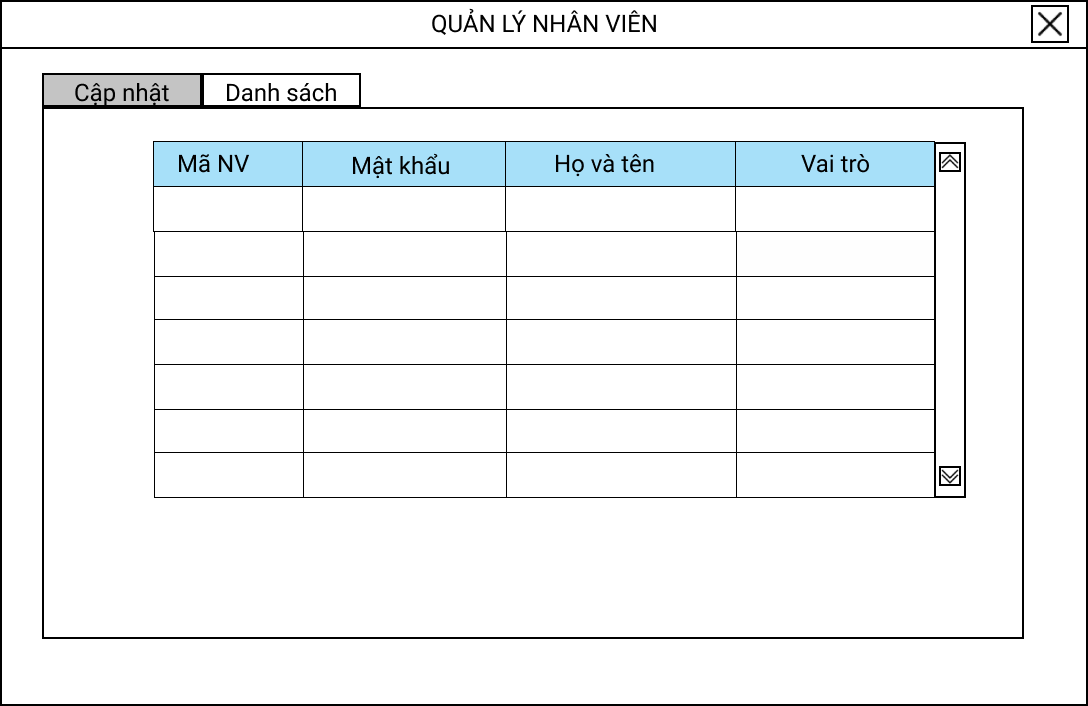 QUẢN LÝ NHÂN VIÊN
Cập nhật Danh sách
Mã NV Mật khẩu Họ và tên Vai trò